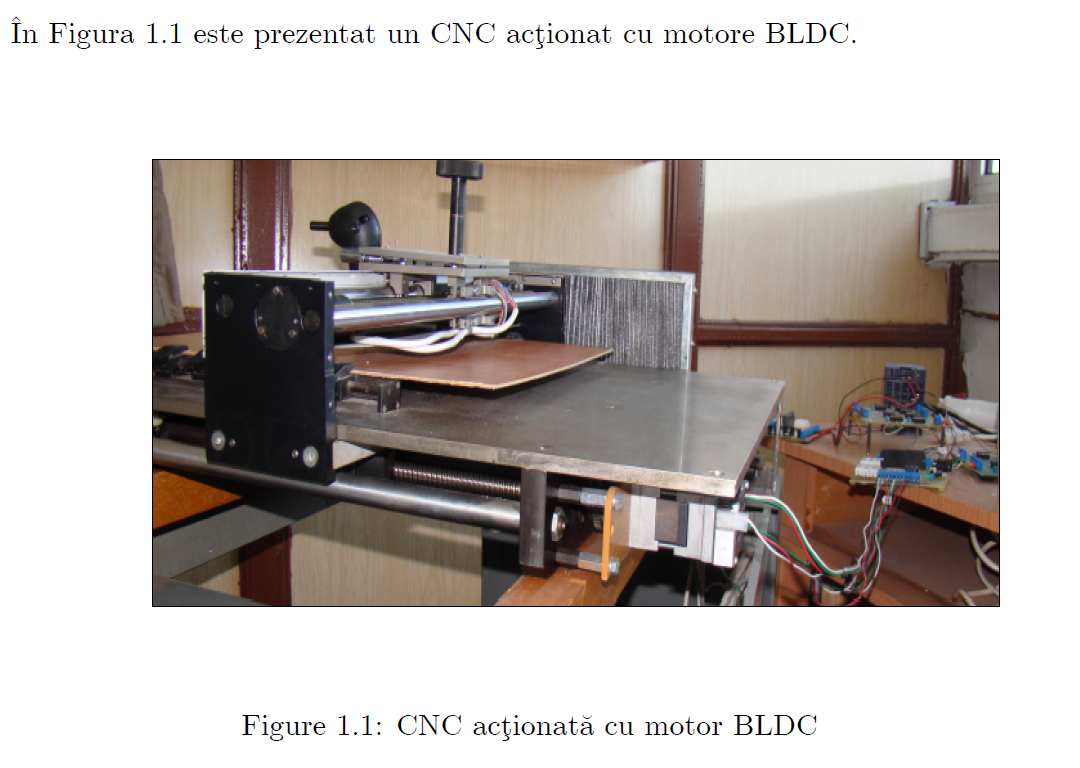 În Figura 1.1 este prezentat un CNC acţionat cu motore BLDC.
Figure 1.1: CNC acţionată cu motor BLDC